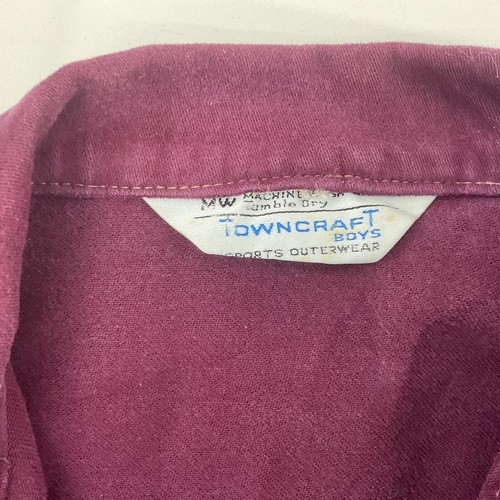 MW MACHINE
Tumble Dry
TOWNCRAFT
BOYS
SPORTS OUTERWEAR